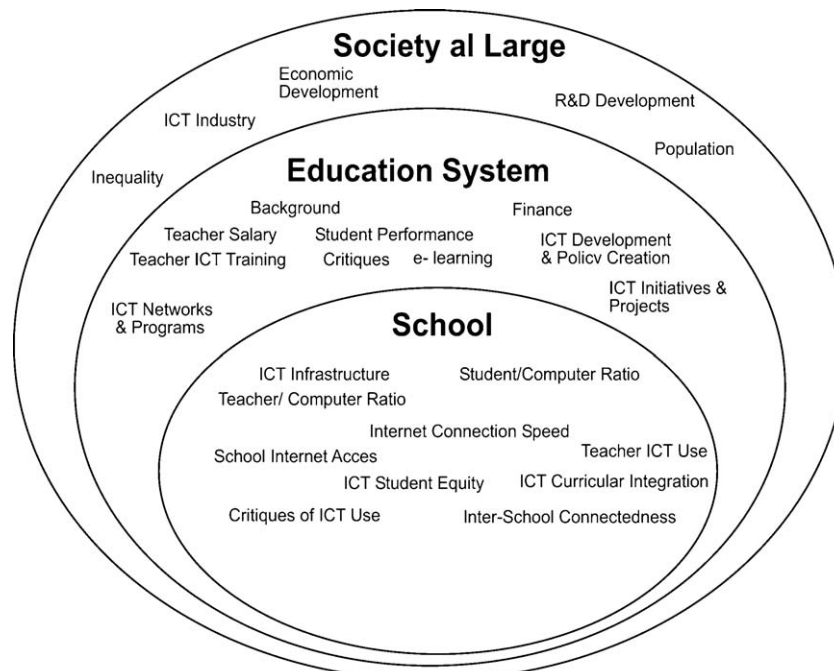 Society al Large
Economic
Development
R&D Development
ICT Industry
Population
Inequality
Education System
Background
Finance
Teacher Salary
Student Performance
ICT Development
& Policv Creation
Teacher ICT Training
Critiques
e- learning
ICT Initiatives &
Projects
ICT Networks
& Programs
School
ICT Infrastructure
Student/Computer Ratio
Teacher/ Computer Ratio
Internet Connection Speed
School Internet Acces
Teacher ICT Use
ICT Student Equity
ICT Curricular Integration
Critiques of ICT Use
Inter-School Connectedness